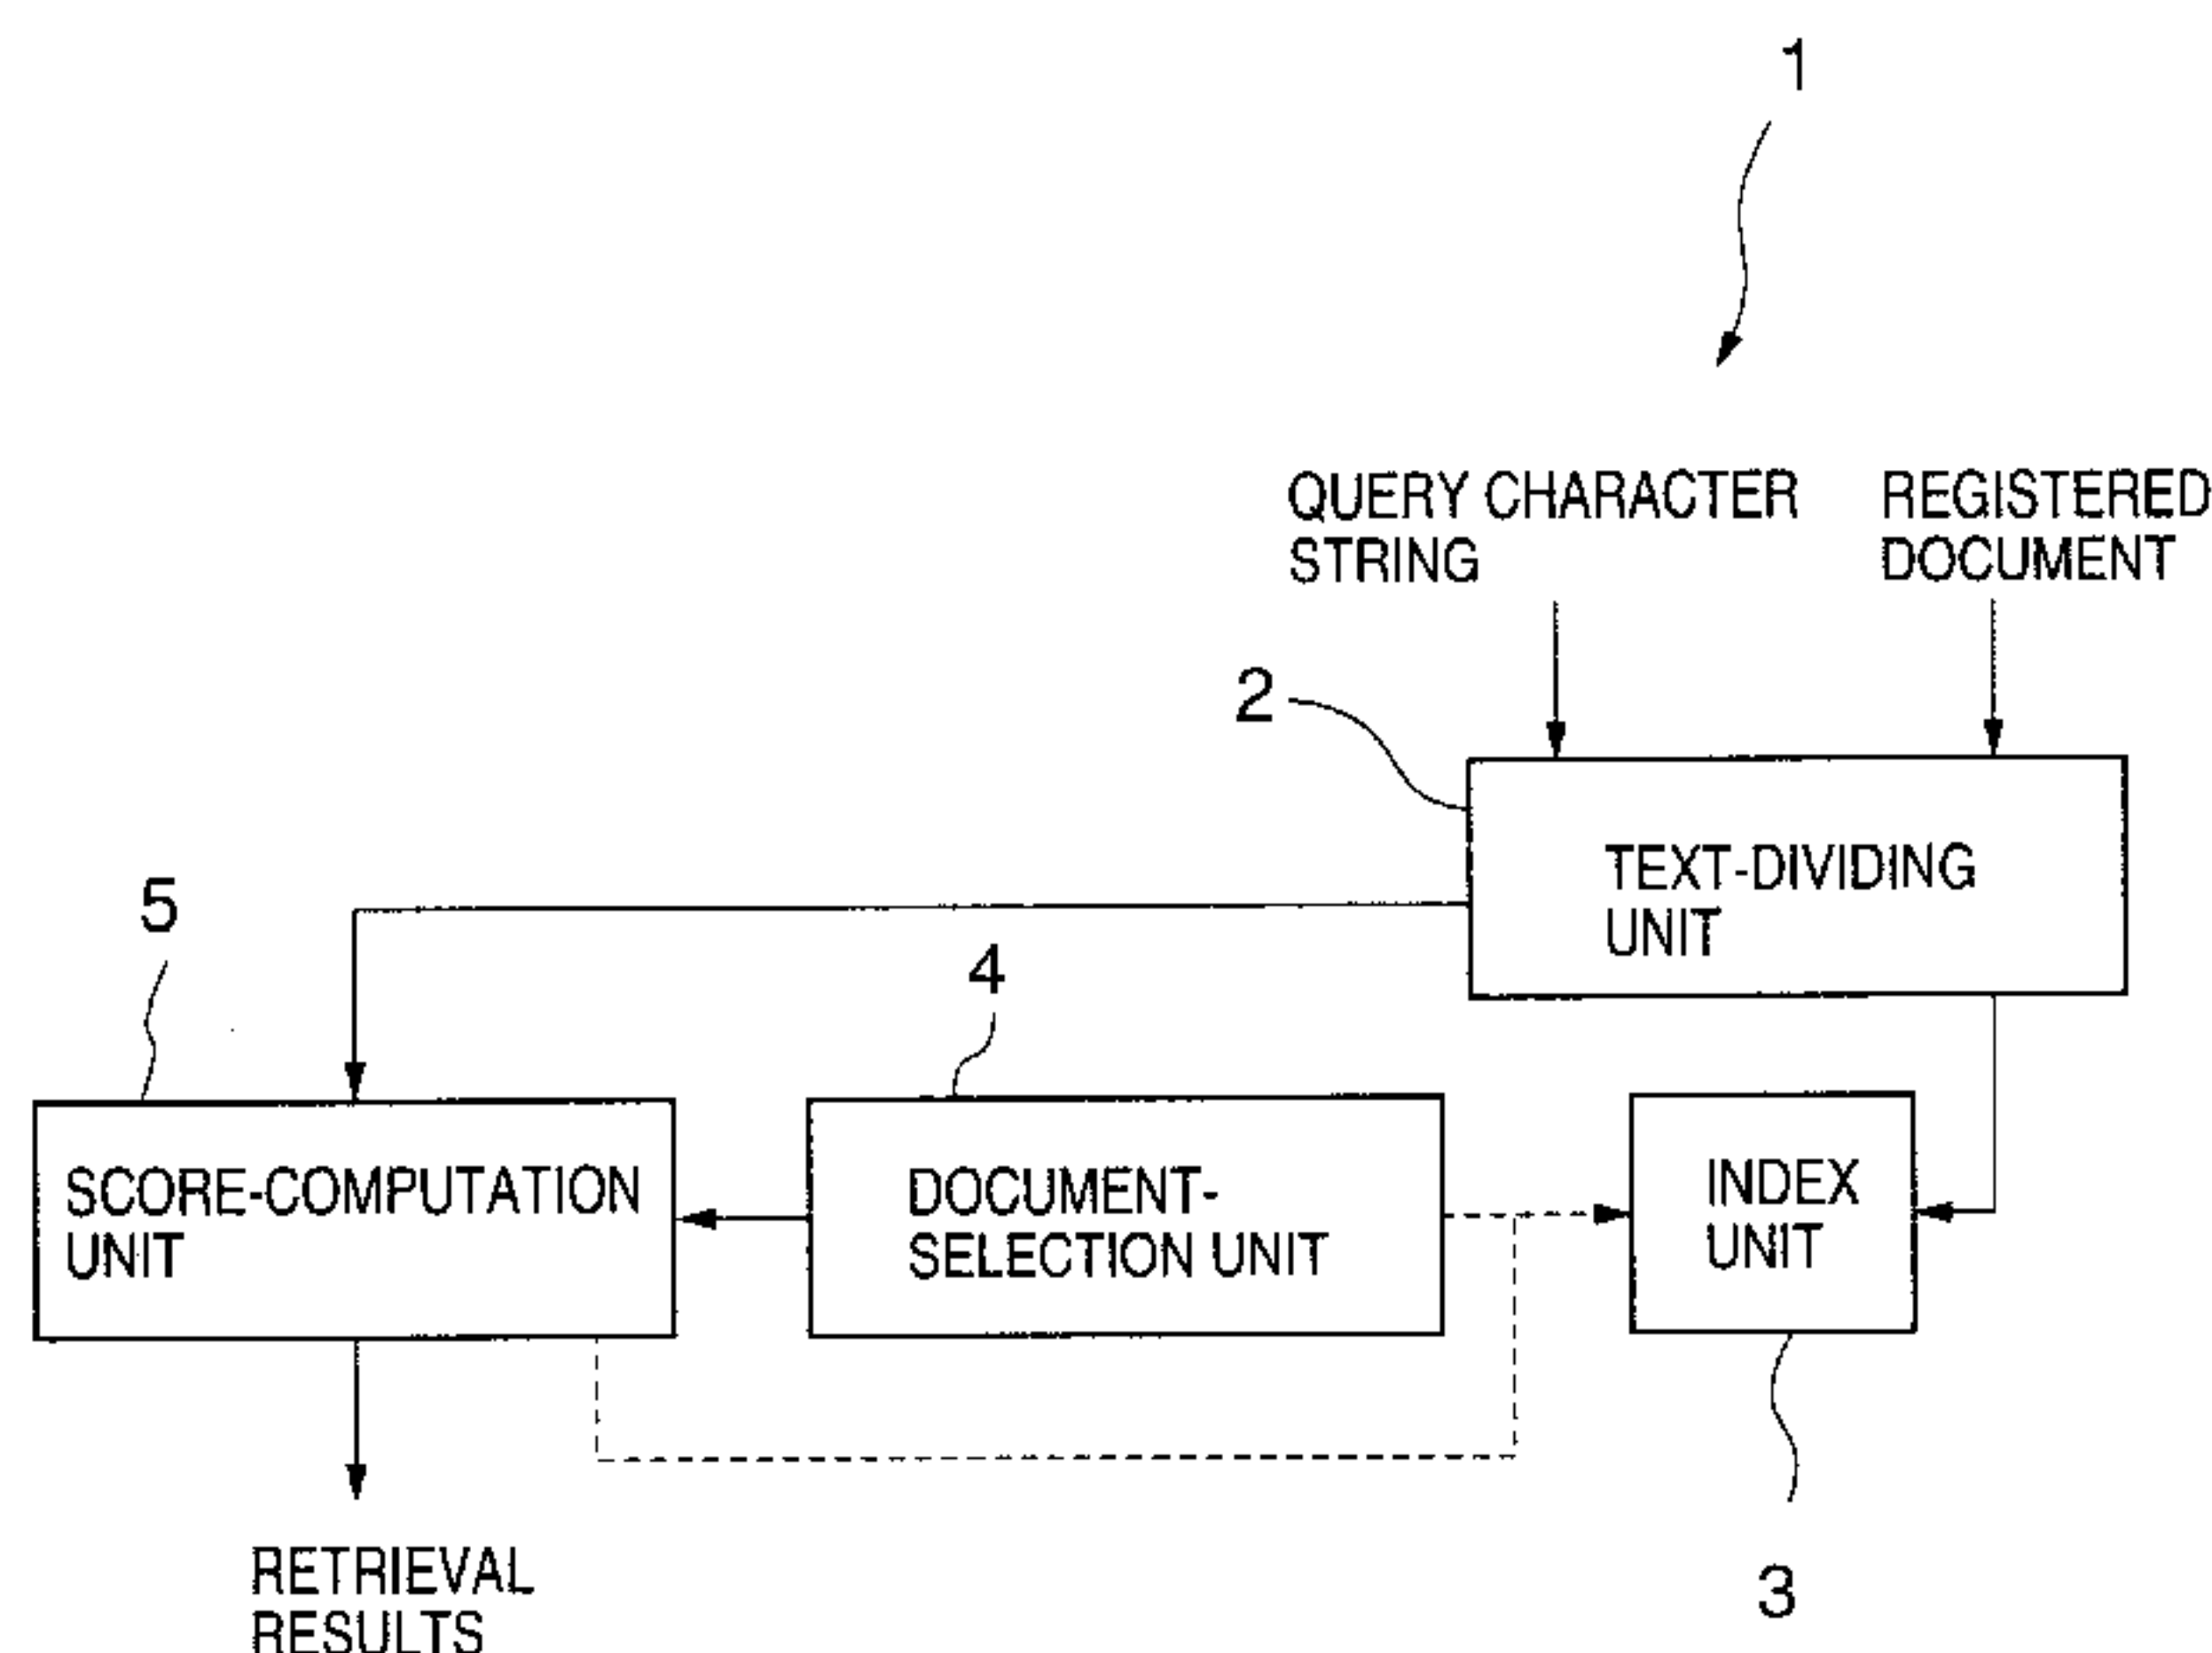 1
QUERY CHARACTER
STRING
REGISTERED
DOCUMENT
2
TEXT-DIVIDING
UNIT
5
4
SCORE-COMPUTATION
UNIT
DOCUMENT-
SELECTION UNIT
INDEX
UNIT
RETRIEVAL
RESULTS
3